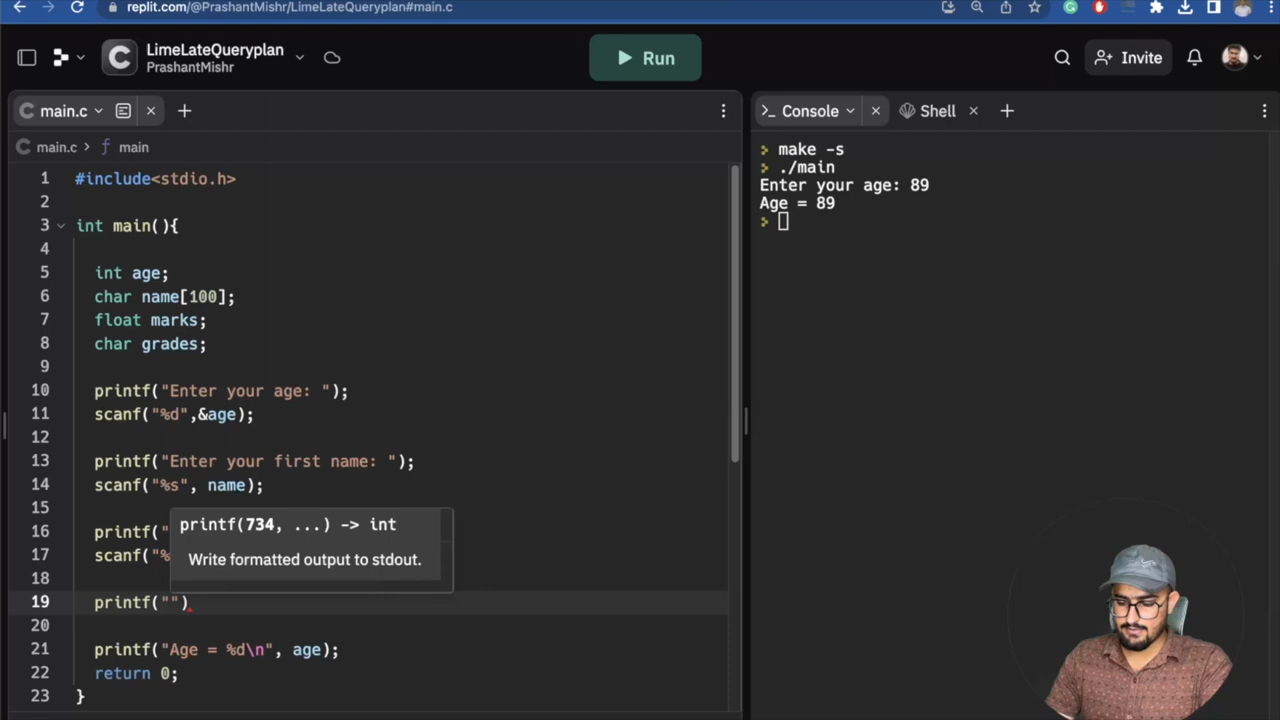 replit.com/@PrashantMishr/LimeLateQueryplan#main.c
LimeLateQueryplan
PrashantMishr
Run
Invite
main.c
main.c > main
1 #include<stdio.h>
2
3 int main(){
4
5 int age;
6 char name[100];
7 float marks;
8 char grades;
9
10 printf("Enter your age: ");
11 scanf("%d",&age);
12
13 printf("Enter your first name: ");
14 scanf("%s", name);
15
16 printf("
17 scanf("%
18
19 printf("")
20
21 printf("Age = %d\n", age);
22 return 0;
23 }
printf(734, ...) -> int
Write formatted output to stdout.
>_ Console
Shell
> make -s
> ./main
Enter your age: 89
Age = 89
>